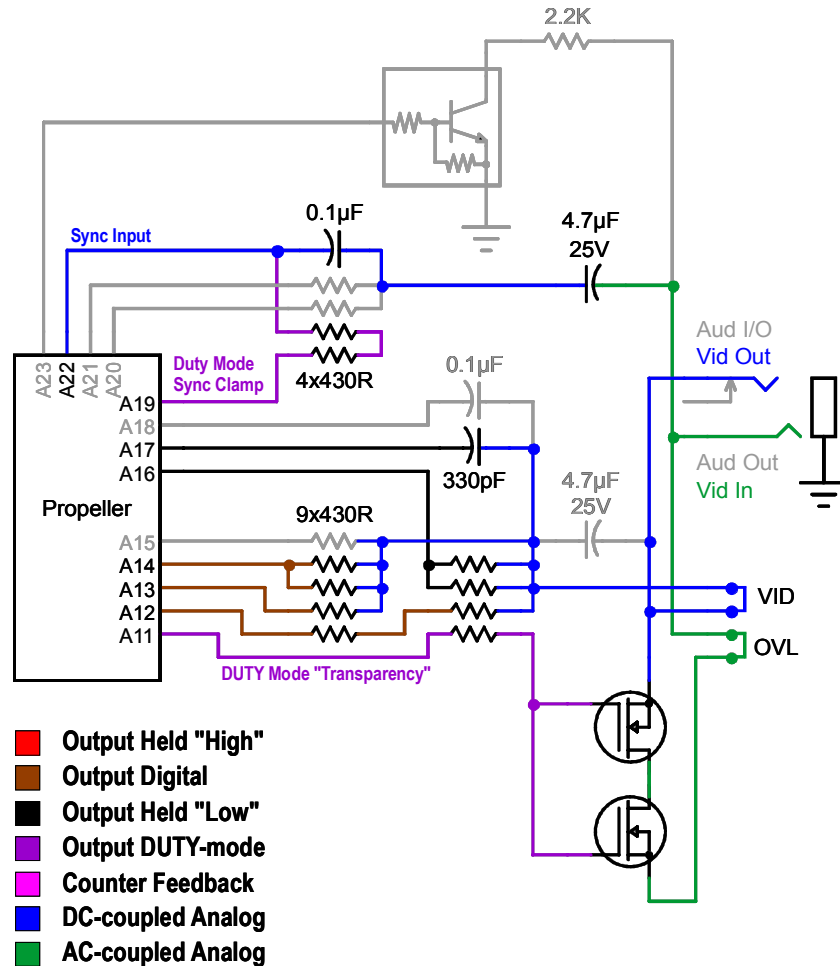 2.2K
0.1µF
Sync Input
4.7µF
25V
Aud I/O
Vid Out
A23
A22
A21
A20
Duty Mode
Sync Clamp
4x430R
0.1µF
A19
A18
A17
A16
330pF
Aud Out
Vid In
4.7µF
25V
Propeller
9x430R
A15
A14
A13
A12
A11
VID
OVL
DUTY Mode "Transparency"
Output Held "High"
Output Digital
Output Held "Low"
Output DUTY-mode
Counter Feedback
DC-coupled Analog
AC-coupled Analog